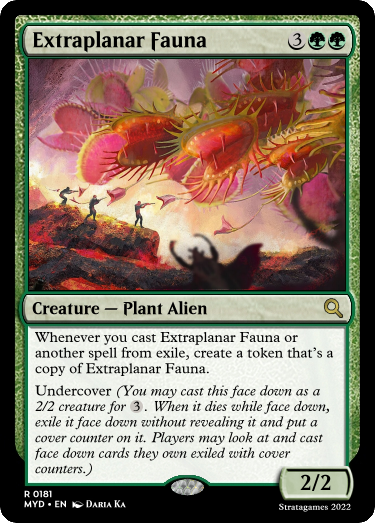 Extraplanar Fauna 3
Creature — Plant Alien
Whenever you cast Extraplanar Fauna or
another spell from exile, create a token that's a
copy of Extraplanar Fauna.
Undercover (You may cast this face down as a
2/2 creature for 3. When it dies while face down,
exile it face down without revealing it and put a
cover counter on it. Players may look at and cast
face down cards they own exiled with cover
counters.)
2/2
R 0181
MYD • EN Daria Ka
Stratagames 2022